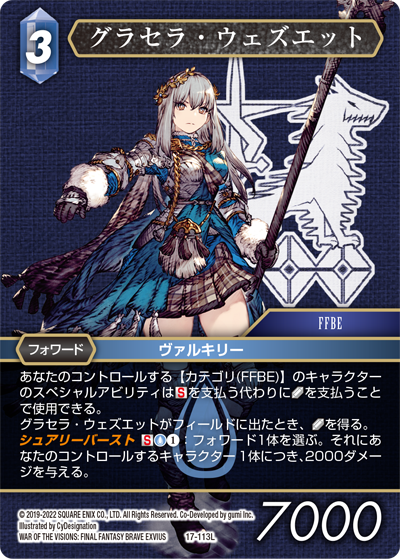 3
グラセラ・ウェズエット
FFBE
フォワード
ヴァルキリー
あなたのコントロールする【カテゴリ(FFBE)】のキャラクター
のスペシャルアビリティはSを支払う代わりに を支払うこと
で使用できる。
グラセラ・ウェズエットがフィールドに出たとき、 を得る。
シュアリーバースト S 1：フォワード1体を選ぶ。それにあ
なたのコントロールするキャラクター 1体につき、2000ダメ
ージを与える。
© 2019-2022 SQUARE ENIX CO., LTD. All Rights Reserved. Co-Developed by gumi Inc.
Illustrated by CyDesignation
WAR OF THE VISIONS: FINAL FANTASY BRAVE EXVIUS
17-113L
7000